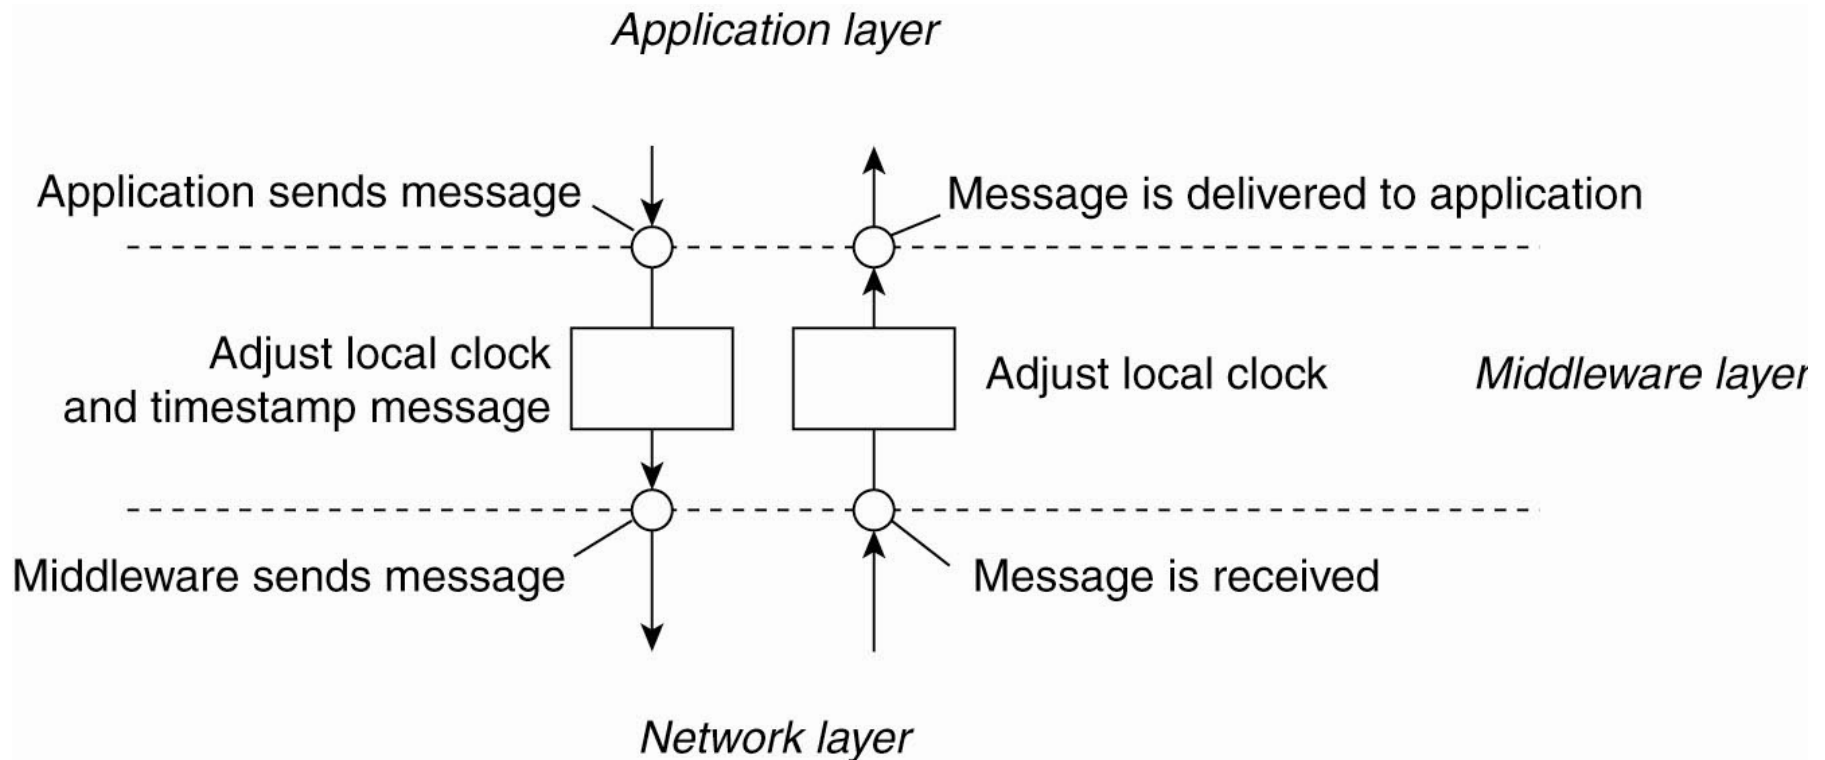 Application layer
Application sends message
Message is delivered to application
Adjust local clock
and timestamp message
Adjust local clock
Middleware layer
Middleware sends message
Message is received
Network layer